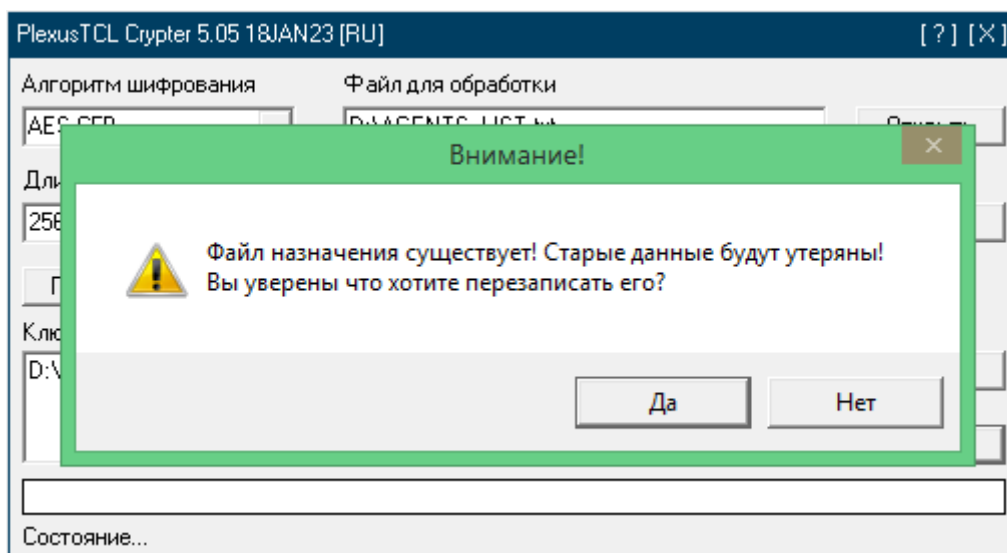 PlexusTCL Crypter 5.05 18JAN23 [RU] [ ? ] [X]
Алгоритм шифрования Файл для обработки
Внимание!
256
Файл назначения существует! Старые данные будут утеряны!
Вы уверены что хотите перезаписать его?
D:\
Да Нет
Состояние...